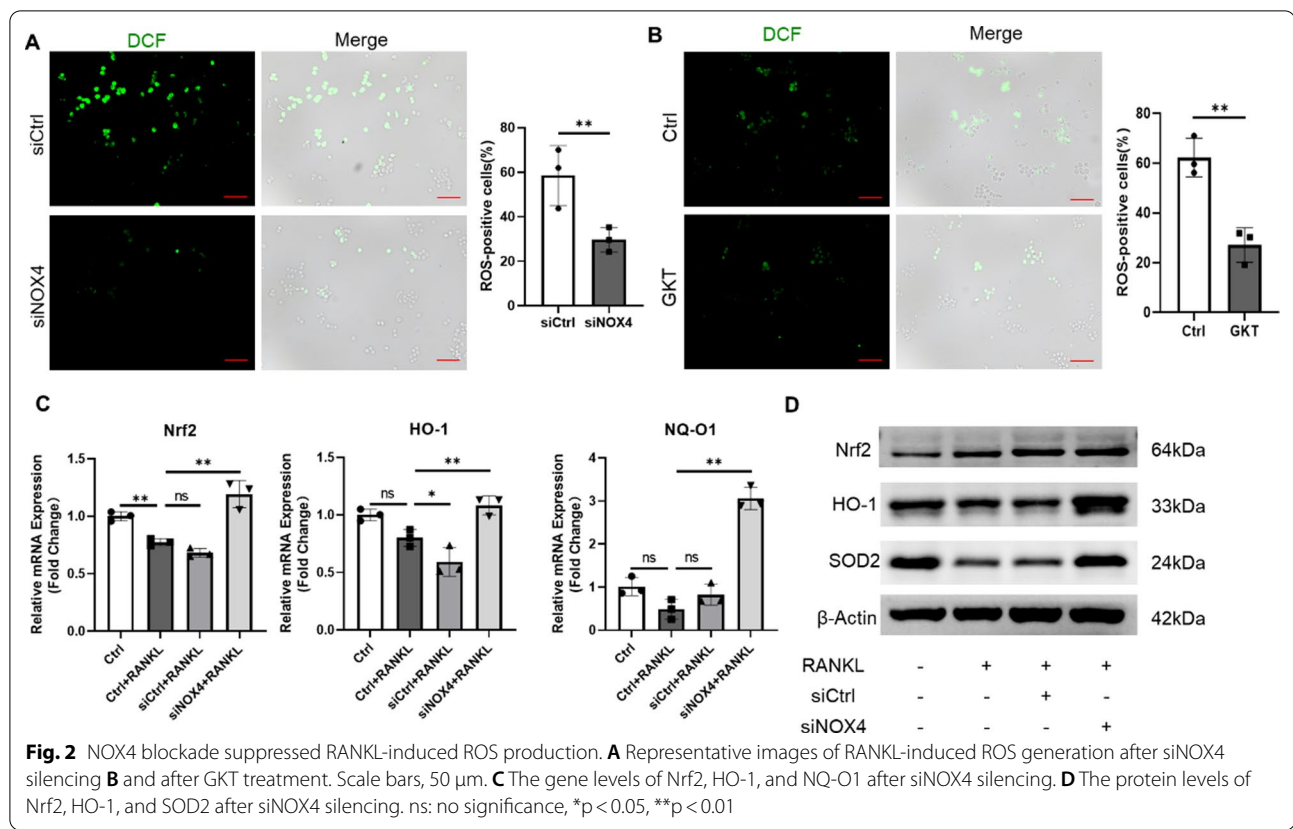 A
DCF
Merge
siCtrl
siNOX4
ROS-positive cells(%)
80
60
40
20
0
**
siCtrl siNOX4
B
DCF
Merge
Ctrl
GKT
ROS-positive cells(%)
80
60
40
20
0
**
Ctrl GKT
C
Nrf2
Relative mRNA Expression
(Fold Change)
1.5
1.0
0.5
0.0
**
** ns
Ctrl
Ctrl+RANKL
siCtrl+RANKL
siNOX4+RANKL
HO-1
Relative mRNA Expression
(Fold Change)
1.5
1.0
0.5
0.0
**
ns *
Ctrl
Ctrl+RANKL
siCtrl+RANKL
siNOX4+RANKL
NQ-O1
Relative mRNA Expression
(Fold Change)
4
3
2
1
0
**
ns ns
Ctrl
Ctrl+RANKL
siCtrl+RANKL
siNOX4+RANKL
D
Nrf2 64kDa
HO-1 33kDa
SOD2 24kDa
β-Actin 42kDa
RANKL - + + +
siCtrl - - + -
siNOX4 - - - +
Fig. 2 NOX4 blockade suppressed RANKL-induced ROS production. A Representative images of RANKL-induced ROS generation after siNOX4
silencing B and after GKT treatment. Scale bars, 50 μm. C The gene levels of Nrf2, HO-1, and NQ-O1 after siNOX4 silencing. D The protein levels of
Nrf2, HO-1, and SOD2 after siNOX4 silencing. ns: no significance, *p < 0.05, **p < 0.01